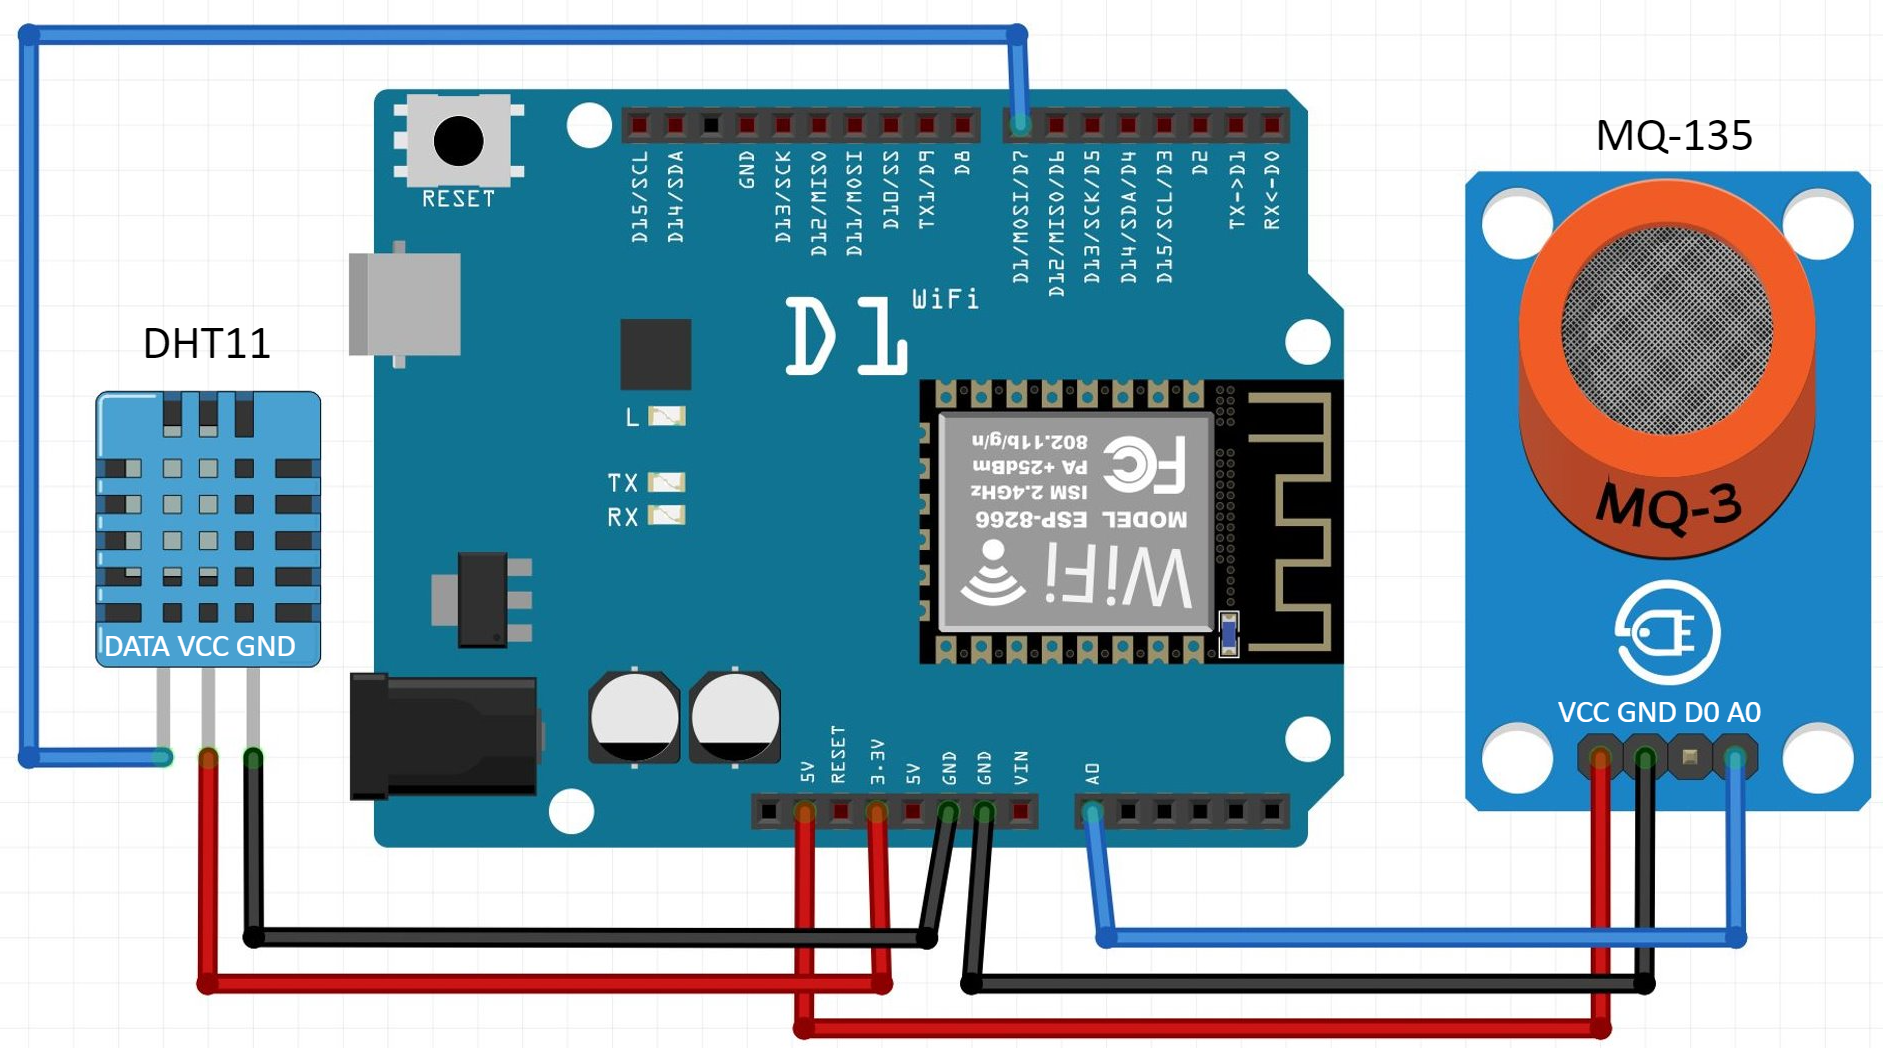 RESET
D15/SCL
D14/SDA
GND
D13/SCK
D12/MISO
D11/MOSI
D10/SS
TX1/D9
D8
D1/MOSI/D7
D12/MISO/D6
D13/SCK/D5
D14/SDA/D4
D15/SCL/D3
D2
TX->D1
RX<-D0
MQ-135
D1 WiFi
DHT11
L
TX
RX
802.11b/g/n
PA +25dBm
ISM 2.4GHz
MODEL ESP-8266
FC
WiFi
MQ-3
DATA VCC GND
VCC GND D0 A0
5V
RESET
3.3V
5V
GND
GND
VIN
A0